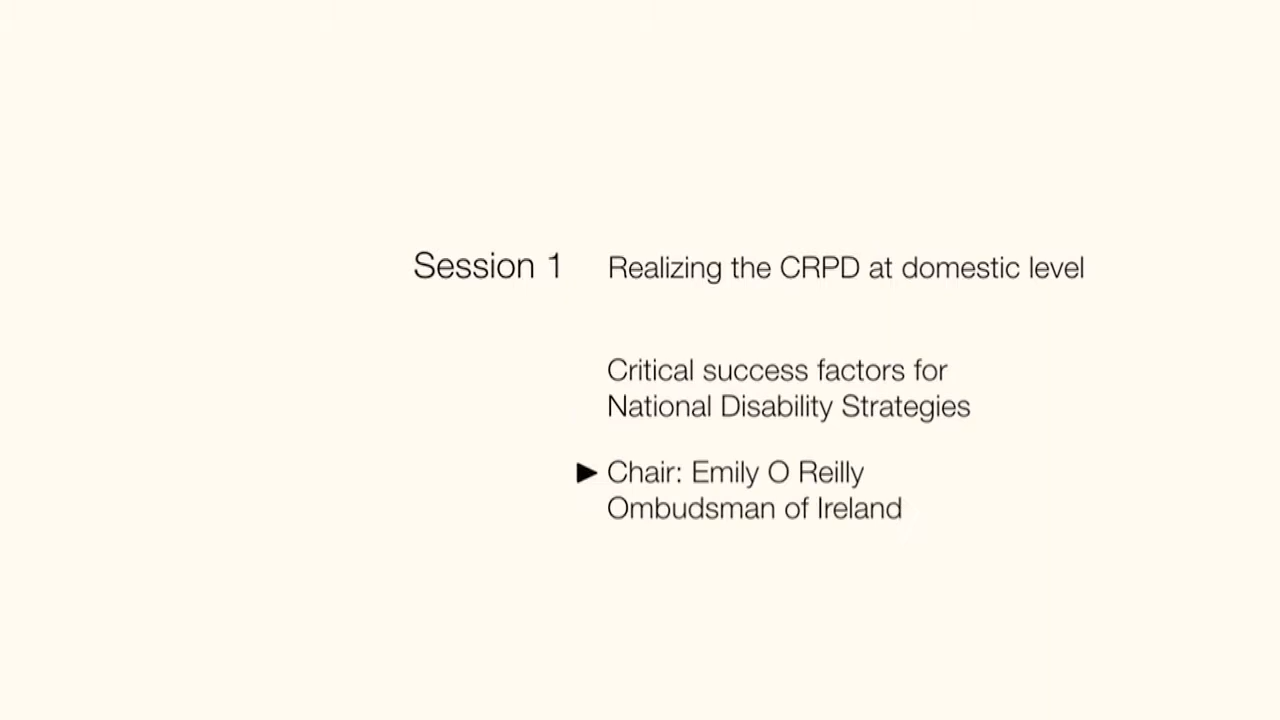 Session 1 Realizing the CRPD at domestic level
Critical success factors for
National Disability Strategies
► Chair: Emily O Reilly
Ombudsman of Ireland